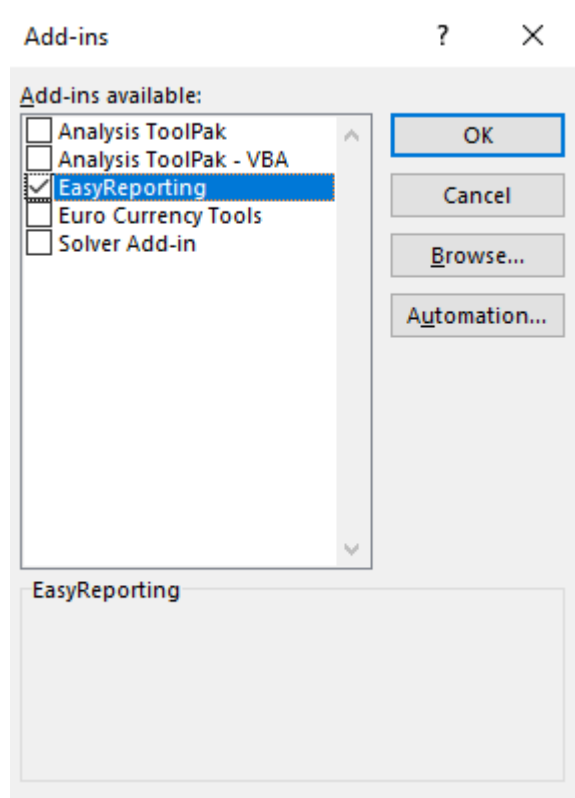 Add-ins ? ×
Add-ins available:
Analysis ToolPak
Analysis ToolPak - VBA
EasyReporting
Euro Currency Tools
Solver Add-in
OK
Cancel
Browse...
Automation...
EasyReporting